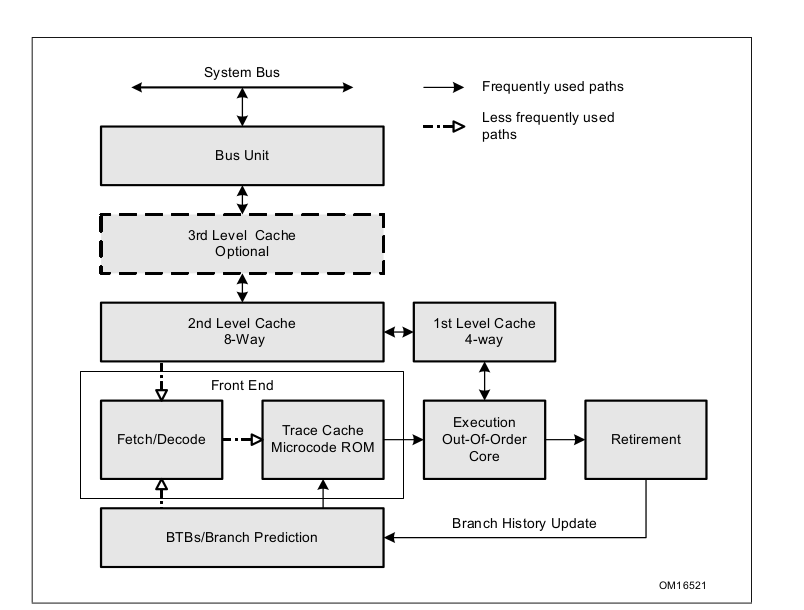 System Bus
Frequently used paths
Less frequently used
paths
Bus Unit
3rd Level Cache
Optional
2nd Level Cache
8-Way
1st Level Cache
4-way
Front End
Fetch/Decode
Trace Cache
Microcode ROM
Execution
Out-Of-Order
Core
Retirement
BTBs/Branch Prediction
Branch History Update
OM16521